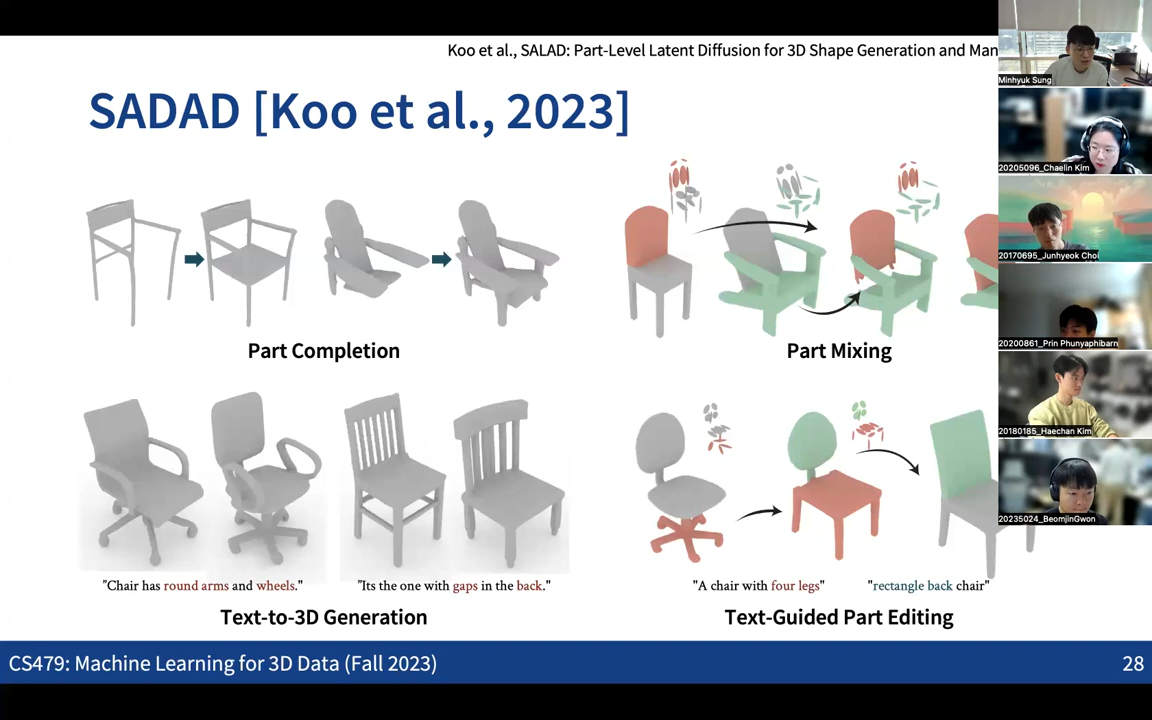 Koo et al., SALAD: Part-Level Latent Diffusion for 3D Shape Generation and Man
SADAD [Koo et al., 2023]
Part Completion
Part Mixing
"Chair has round arms and wheels."
"Its the one with gaps in the back."
"A chair with four legs"
"rectangle back chair"
Text-to-3D Generation
Text-Guided Part Editing
CS479: Machine Learning for 3D Data (Fall 2023)
28
Minhyuk Sung
20205096_Chaelin Kim
20170695_Junhyeok Choi
20200861_Prin Phunyaphibarn
20180185_Haechan Kim
20235024_BeomjinGwon